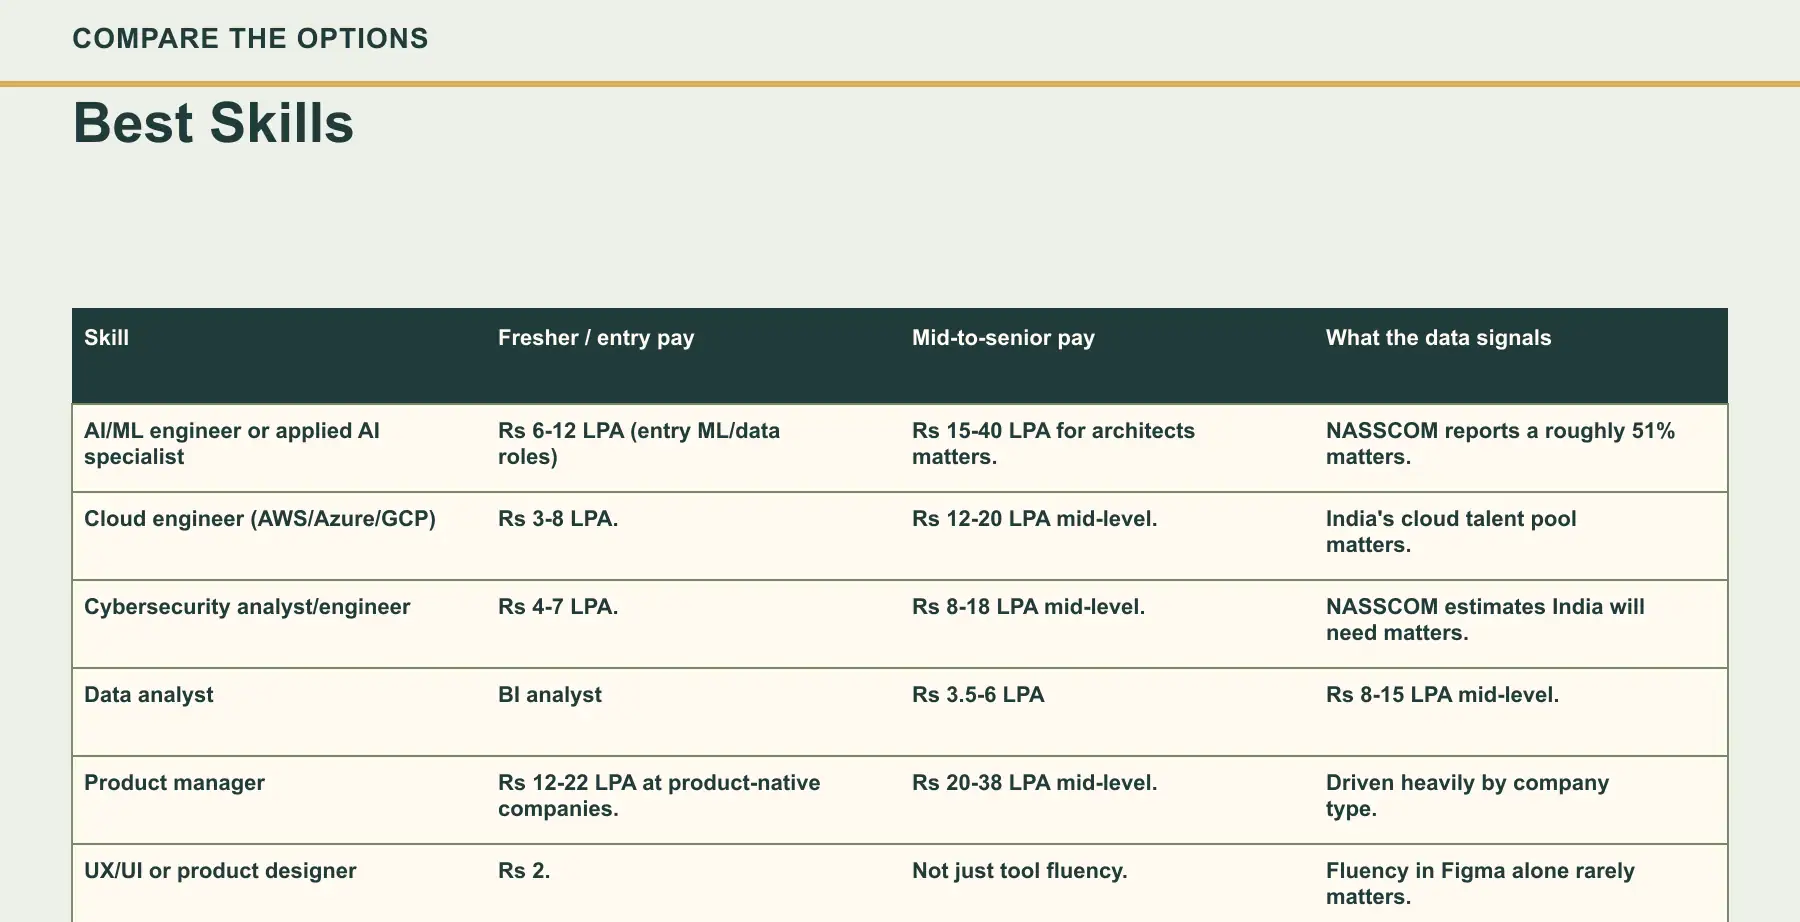 COMPARE THE OPTIONS
Best Skills
Skill
Fresher / entry pay
Mid-to-senior pay
What the data signals
AI/ML engineer or applied AI
specialist
Rs 6-12 LPA (entry ML/data
roles)
Rs 15-40 LPA for architects
matters.
NASSCOM reports a roughly 51%
matters.
Cloud engineer (AWS/Azure/GCP)
Rs 3-8 LPA.
Rs 12-20 LPA mid-level.
India's cloud talent pool
matters.
Cybersecurity analyst/engineer
Rs 4-7 LPA.
Rs 8-18 LPA mid-level.
NASSCOM estimates India will
need matters.
Data analyst
BI analyst
Rs 3.5-6 LPA
Rs 8-15 LPA mid-level.
Product manager
Rs 12-22 LPA at product-native
companies.
Rs 20-38 LPA mid-level.
Driven heavily by company
type.
UX/UI or product designer
Rs 2.
Not just tool fluency.
Fluency in Figma alone rarely
matters.